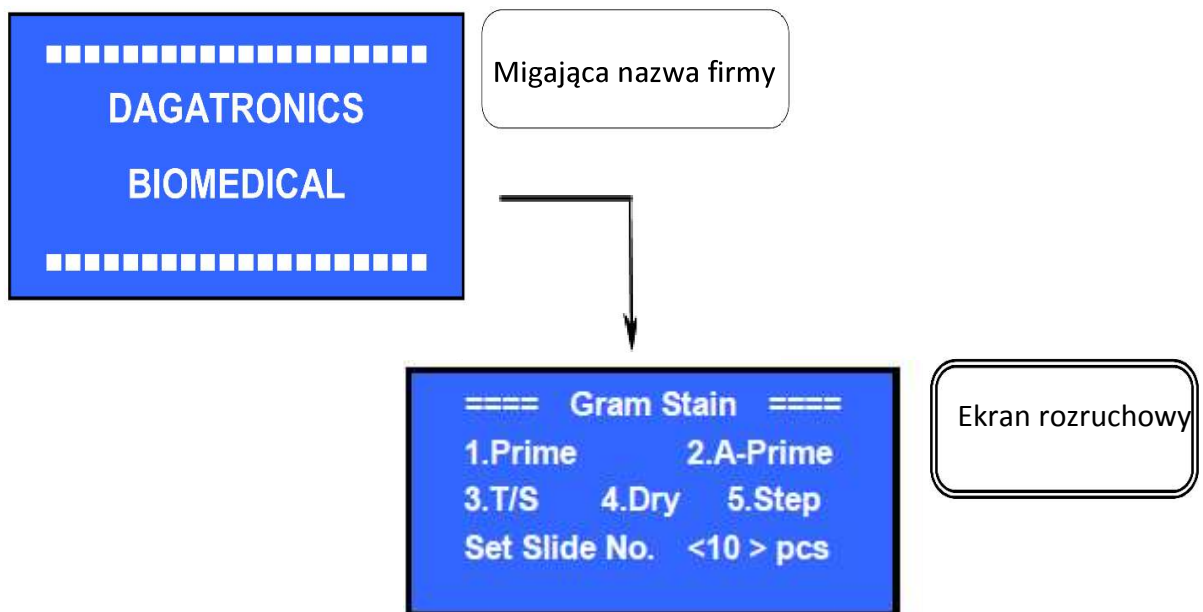 DAGATRONICS
BIOMEDICAL
Migająca nazwa firmy
==== Gram Stain ====
1.Prime 2.A-Prime
3.T/S 4.Dry 5.Step
Set Slide No. <10 > pcs
Ekran rozruchowy